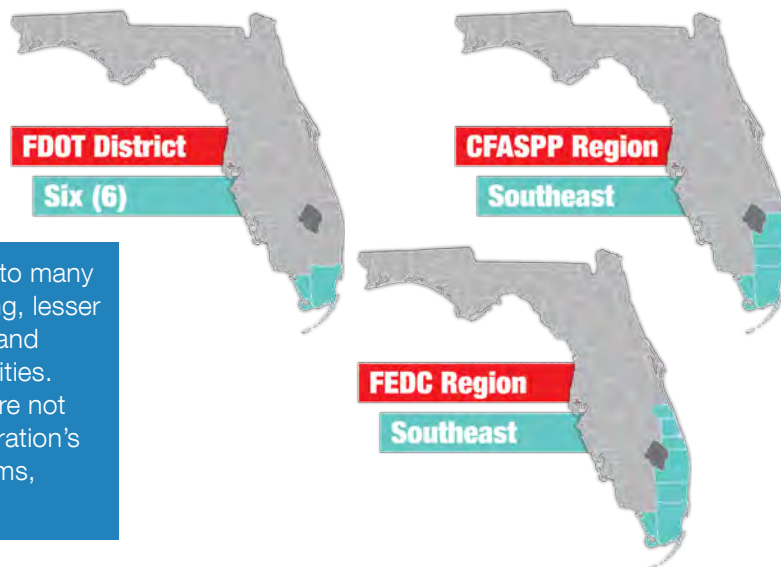 FDOT District
Six (6)
CFASPP Region
Southeast
to many
g, lesser
and
ities.
re not
ration's
ms,
FEDC Region
Southeast